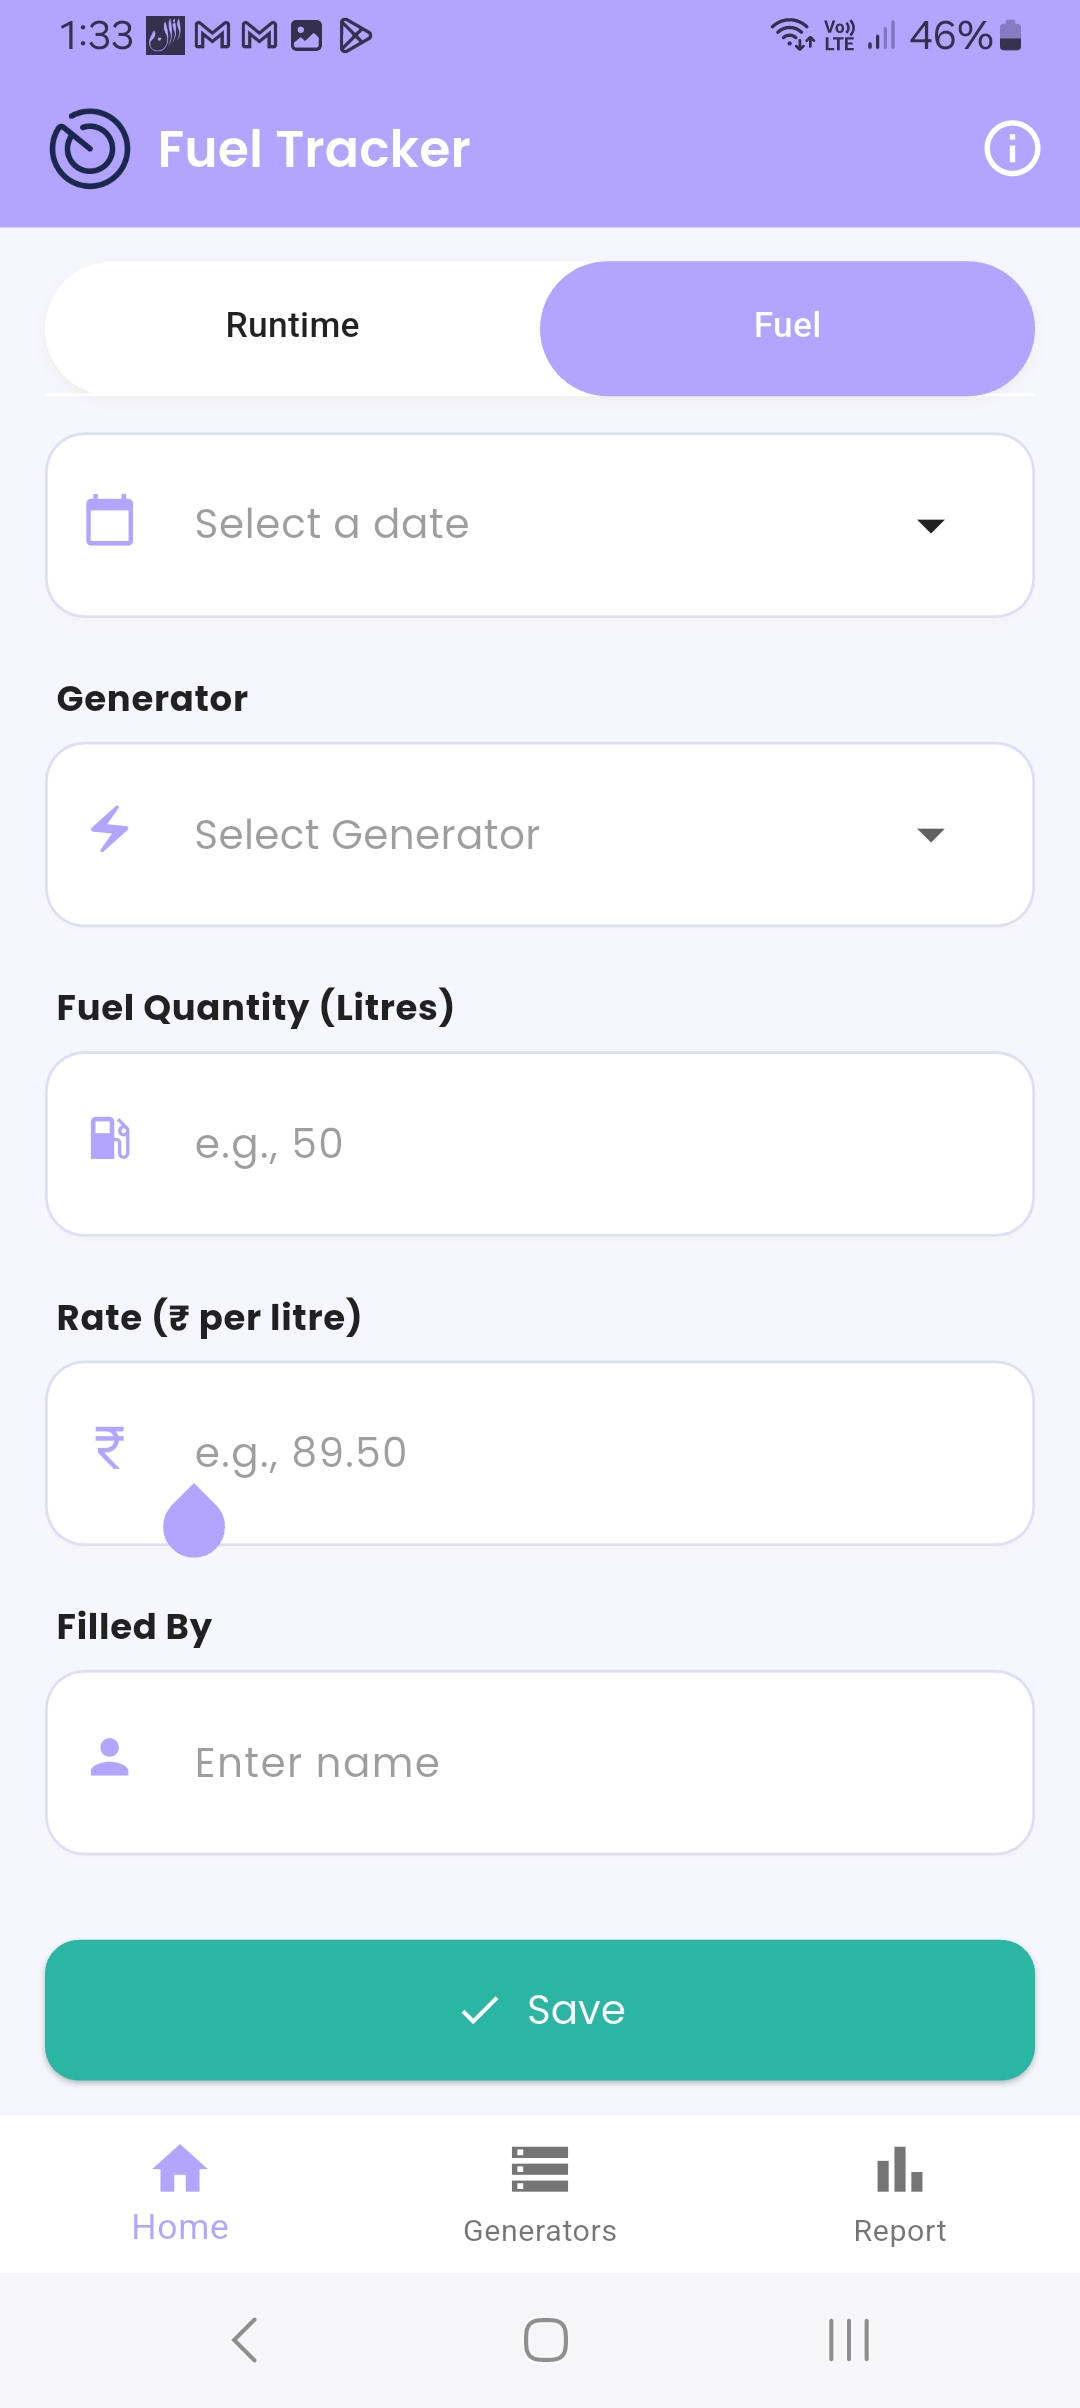 1:33
Vo)) LTE
46%
Fuel Tracker
Runtime
Fuel
Select a date
Generator
Select Generator
Fuel Quantity (Litres)
e.g., 50
Rate (₹ per litre)
₹
e.g., 89.50
Filled By
Enter name
Save
Home
Generators
Report